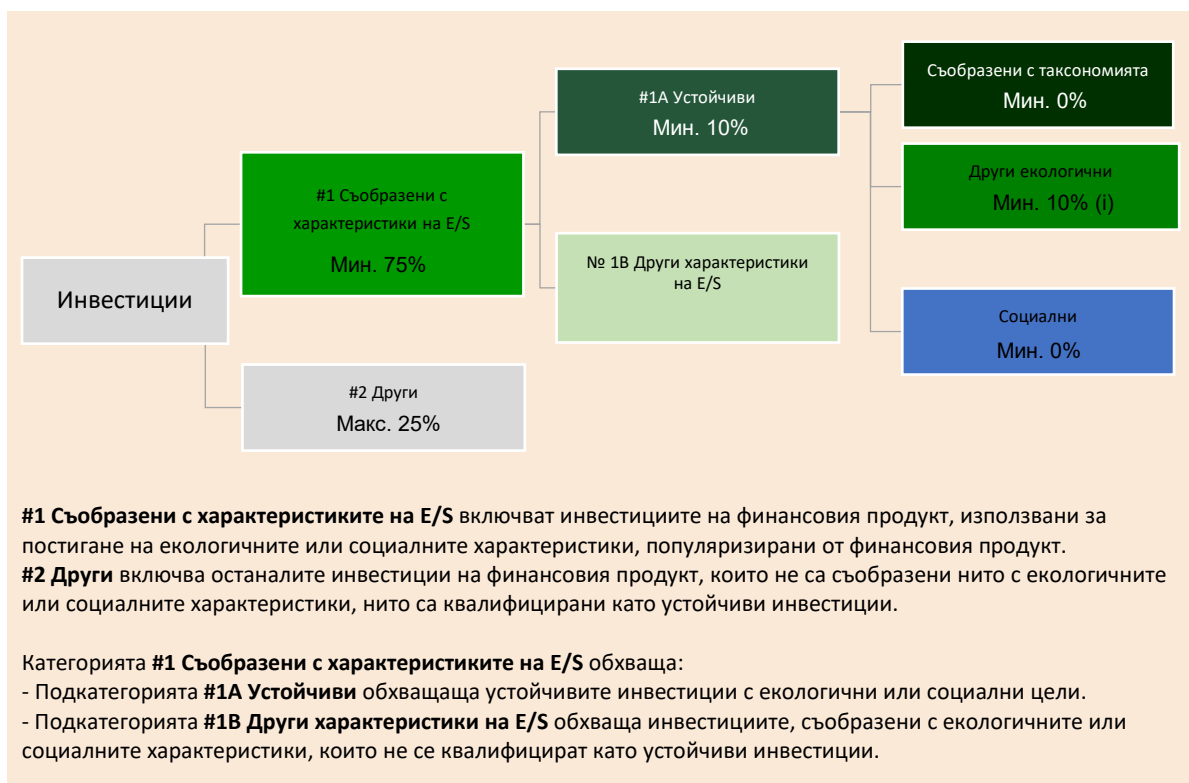 Инвестиции
#1 Съобразени с
характеристики на E/S
Мин. 75%
#2 Други
Макс. 25%
#1A Устойчиви
Мин. 10%
№ 1B Други характеристики
на E/S
Съобразени с таксономията
Мин. 0%
Други екологични
Мин. 10% (i)
Социални
Мин. 0%
#1 Съобразени с характеристиките на E/S включват инвестициите на финансовия продукт, използвани за
постигане на екологичните или социалните характеристики, популяризирани от финансовия продукт.
#2 Други включва останалите инвестиции на финансовия продукт, които не са съобразени нито с екологичните
или социалните характеристики, нито са квалифицирани като устойчиви инвестиции.
Категорията #1 Съобразени с характеристиките на E/S обхваща:
- Подкатегорията #1A Устойчиви обхващаща устойчивите инвестиции с екологични или социални цели.
- Подкатегорията #1B Други характеристики на E/S обхваща инвестициите, съобразени с екологичните или
социалните характеристики, които не се квалифицират като устойчиви инвестиции.